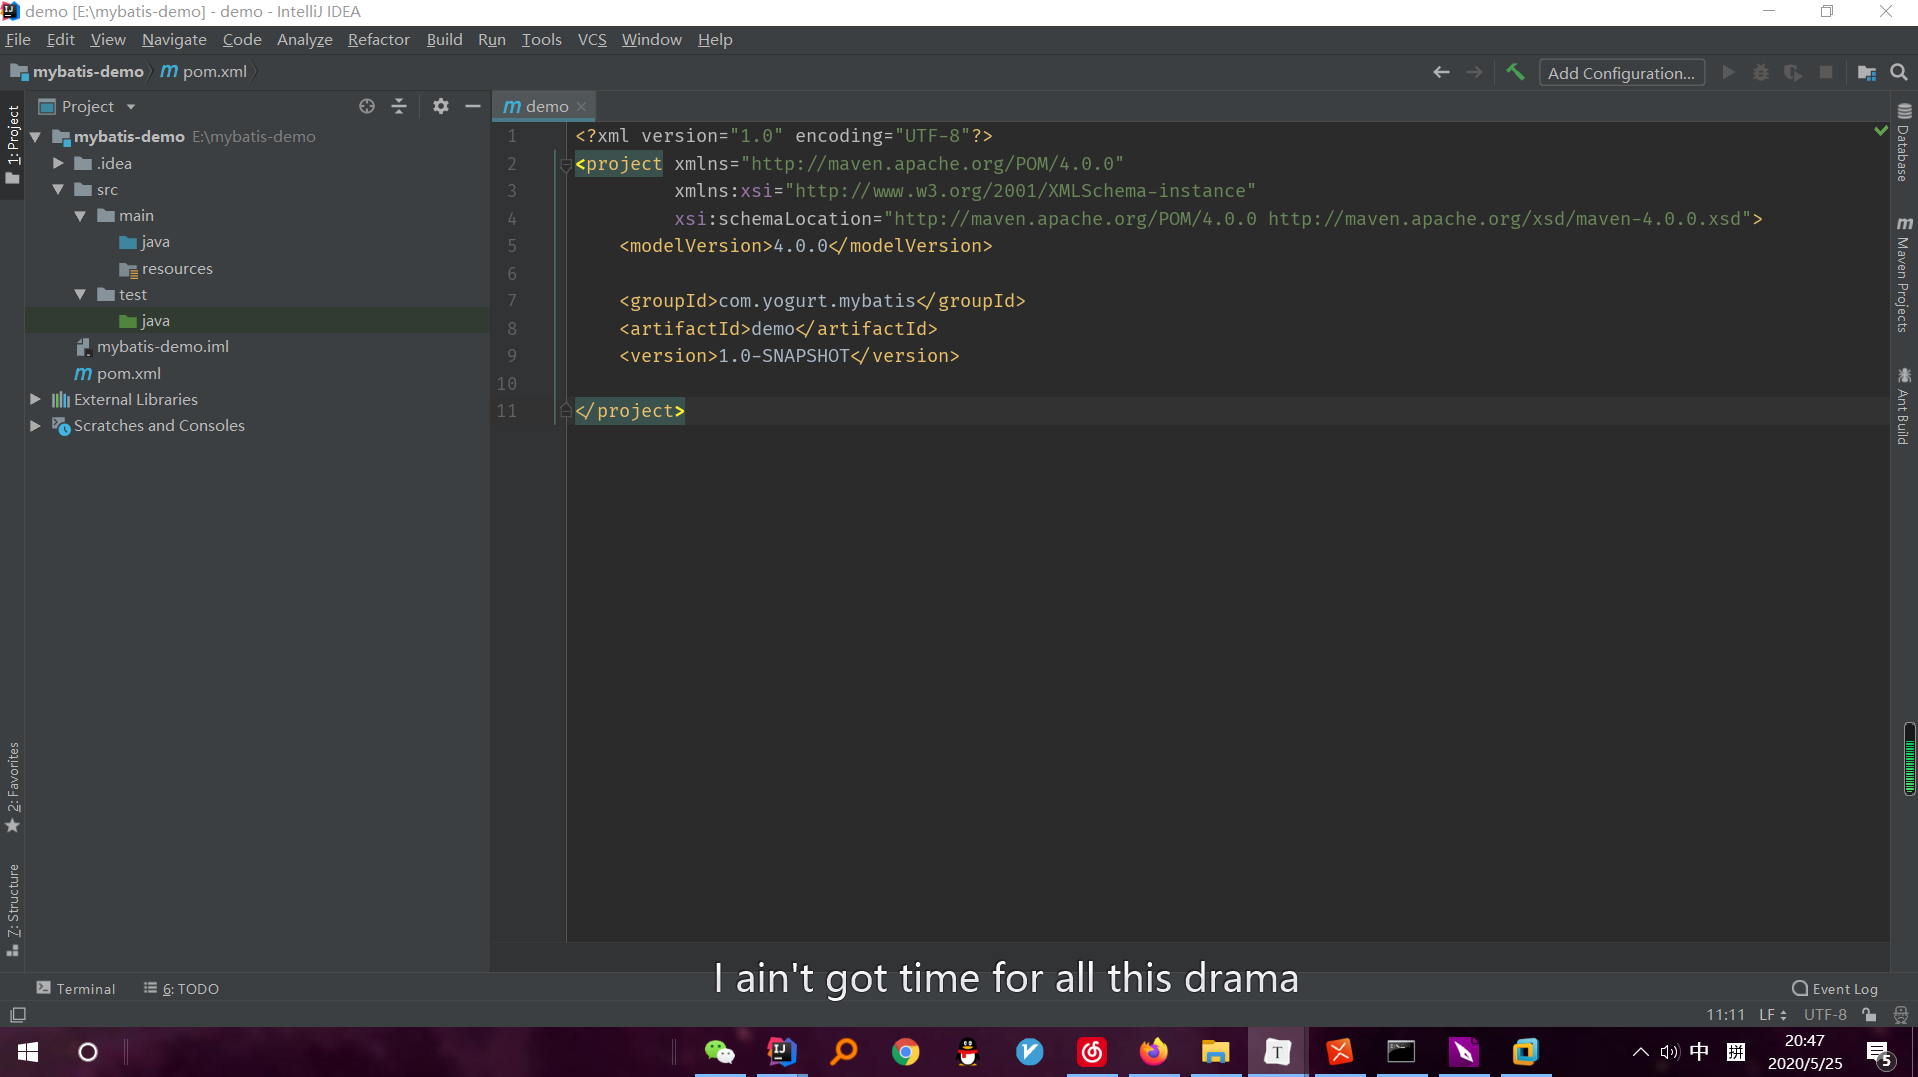 demo [E:\mybatis-demo] - demo - IntelliJ IDEA
File Edit View Navigate Code Analyze Refactor Build Run Tools VCS Window Help
mybatis-demo pom.xml
Add Configuration...
Project
demo
1: Project
mybatis-demo E:\mybatis-demo
.idea
src
main
java
resources
test
java
mybatis-demo.iml
pom.xml
External Libraries
Scratches and Consoles
1 <?xml version="1.0" encoding="UTF-8"?>
2 <project xmlns="http://maven.apache.org/POM/4.0.0"
3 xmlns:xsi="http://www.w3.org/2001/XMLSchema-instance"
4 xsi:schemaLocation="http://maven.apache.org/POM/4.0.0 http://maven.apache.org/xsd/maven-4.0.0.xsd">
5 <modelVersion>4.0.0</modelVersion>
6
7 <groupId>com.yogurt.mybatis</groupId>
8 <artifactId>demo</artifactId>
9 <version>1.0-SNAPSHOT</version>
10
11 </project>
Database
Maven Projects
Ant Build
2: Favorites
7: Structure
I ain't got time for all this drama
Terminal
6: TODO
Event Log
11:11 LF UTF-8
中 拼
20:47
2020/5/25
5